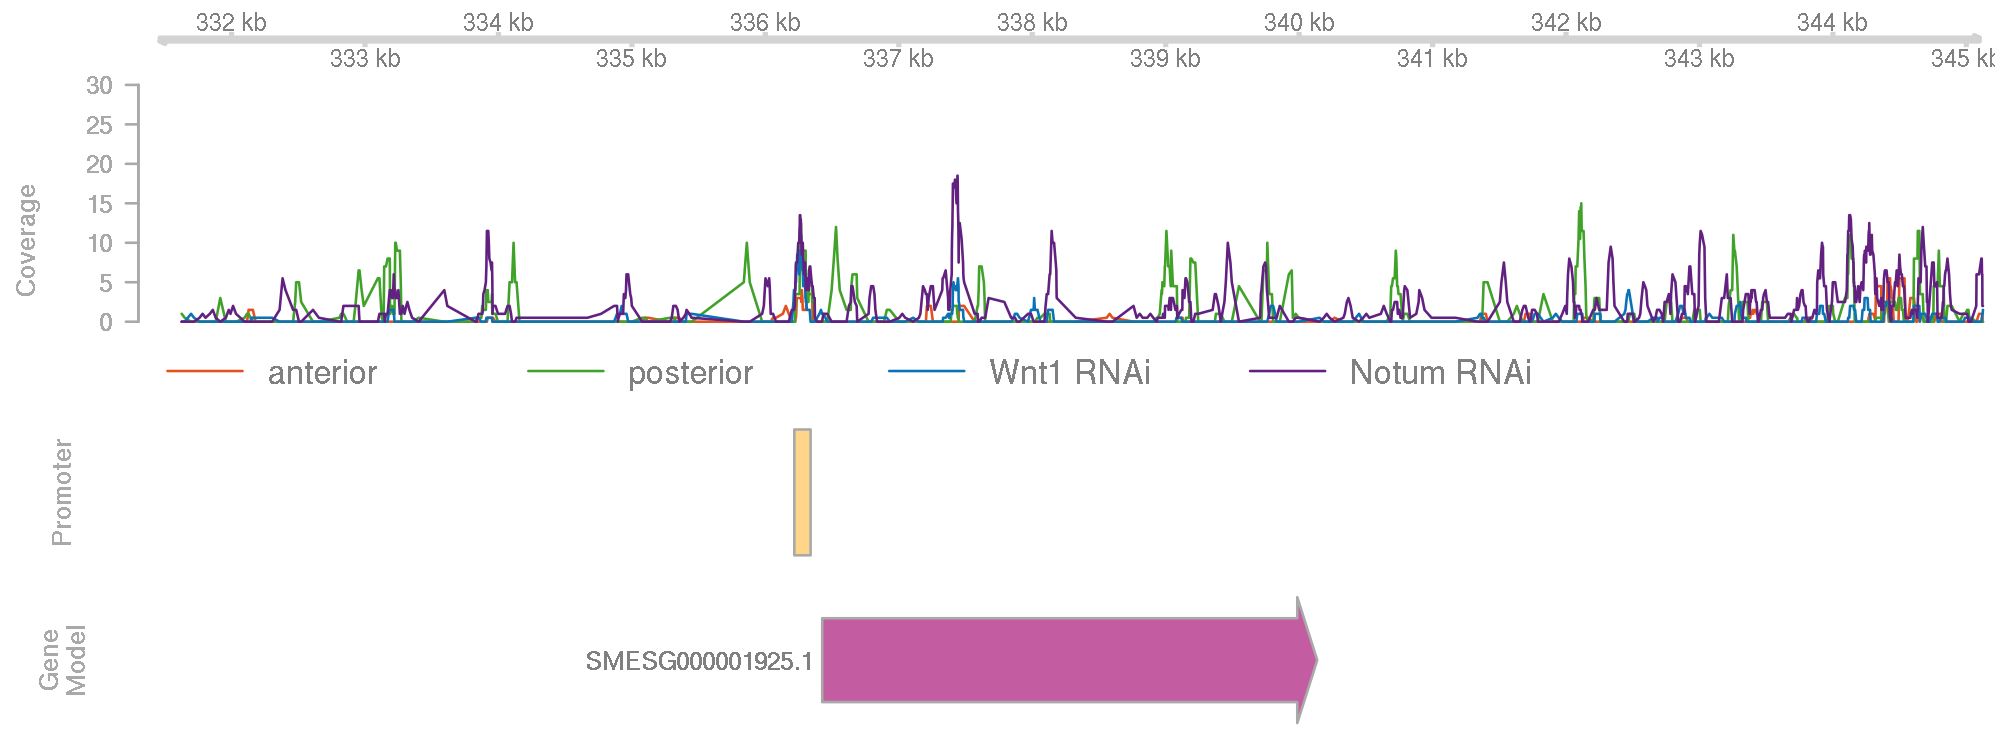 332 kb 334 kb 336 kb 338 kb 340 kb 342 kb 344 kb
333 kb 335 kb 337 kb 339 kb 341 kb 343 kb 345 kb
30
25
20
15
10
5
0
Coverage
anterior posterior Wnt1 RNAi Notum RNAi
Promoter
Gene
Model
SMESG000001925.1